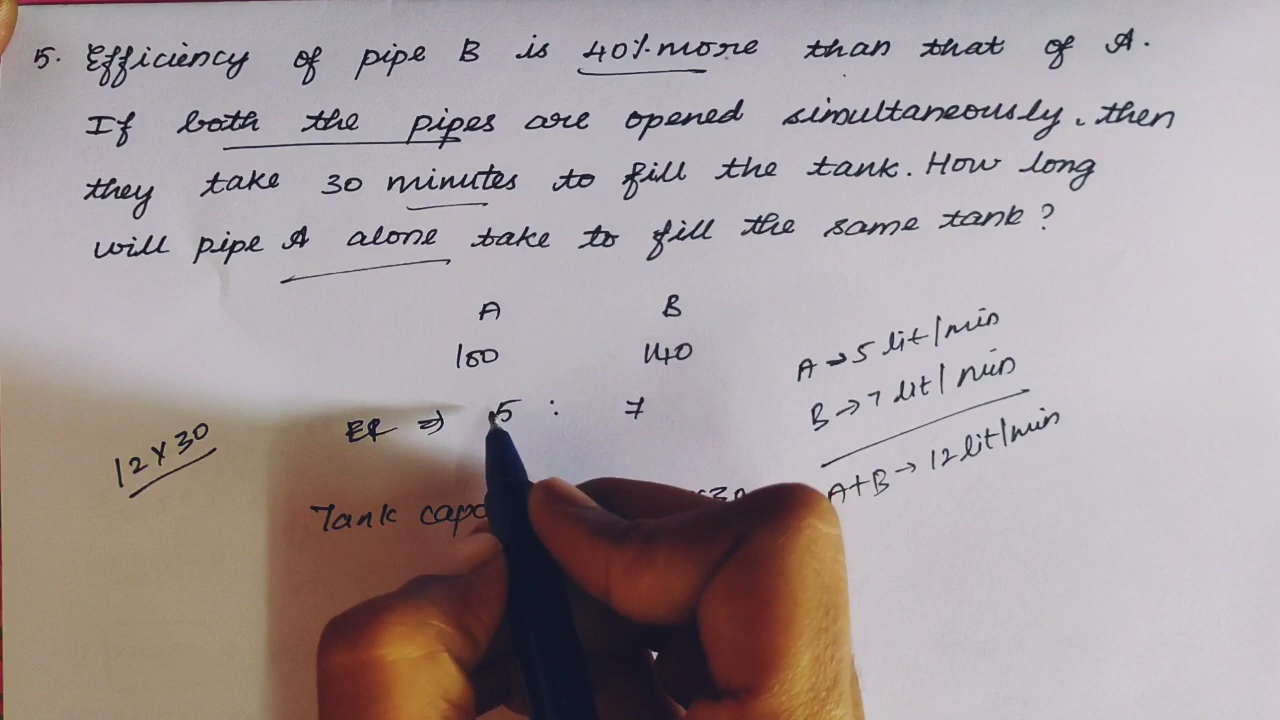 5. Efficiency of pipe B is 40% more than that of A.
If both the pipes are opened simultaneously, then
they take 30 minutes to fill the tank. How long
will pipe A alone take to fill the same tank?
A B
100 140
5 : 7
Tank
12 x 30
A → 5 lit/min
B → 7 lit/min
A+B → 12 lit/min